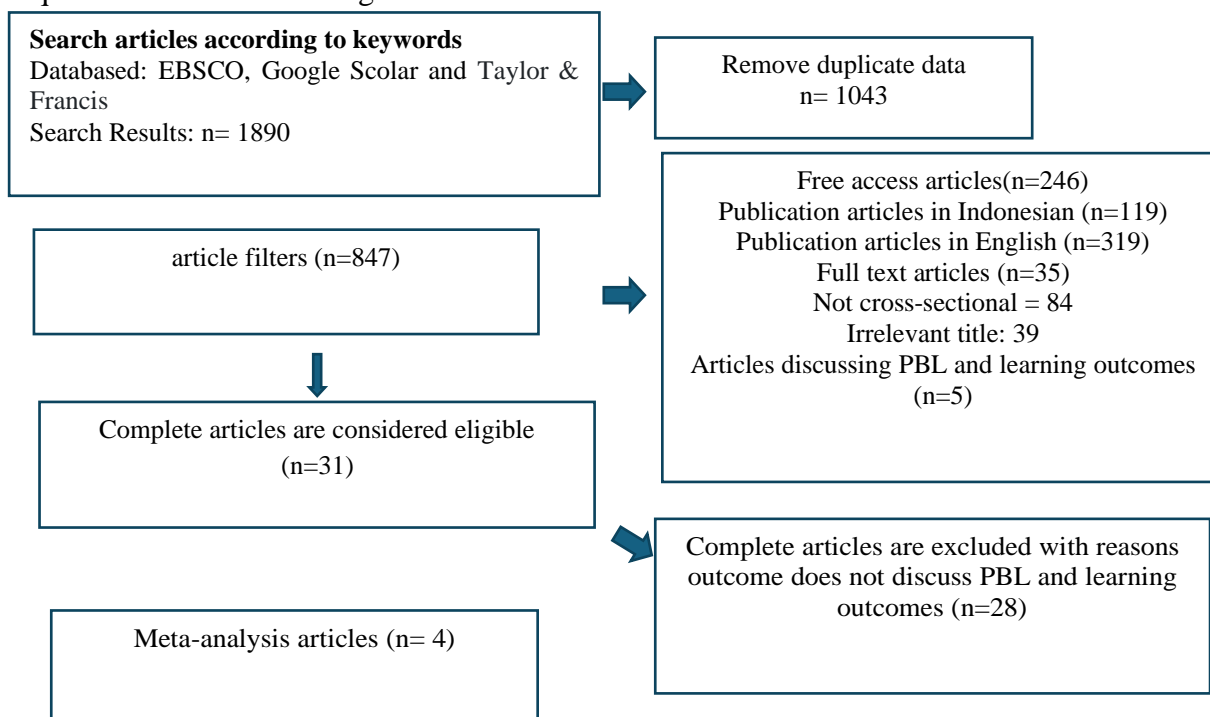 Search articles according to keywords
Databased: EBSCO, Google Scolar and Taylor &
Francis
Search Results: n= 1890
Remove duplicate data
n= 1043
article filters (n=847)
Free access articles(n=246)
Publication articles in Indonesian (n=119)
Publication articles in English (n=319)
Full text articles (n=35)
Not cross-sectional = 84
Irrelevant title: 39
Articles discussing PBL and learning outcomes
(n=5)
Complete articles are considered eligible
(n=31)
Complete articles are excluded with reasons
outcome does not discuss PBL and learning
outcomes (n=28)
Meta-analysis articles (n= 4)